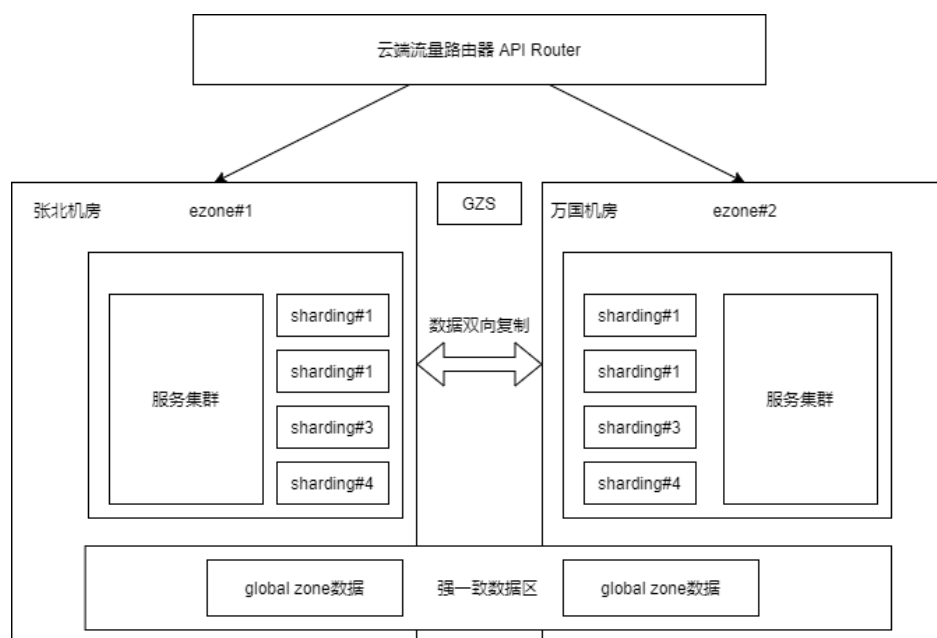 云端流量路由器 API Router
张北机房
ezone#1
GZS
万国机房
ezone#2
服务集群
sharding#1
sharding#1
sharding#3
sharding#4
数据双向复制
sharding#1
sharding#1
sharding#3
sharding#4
服务集群
global zone数据
强一致数据区
global zone数据